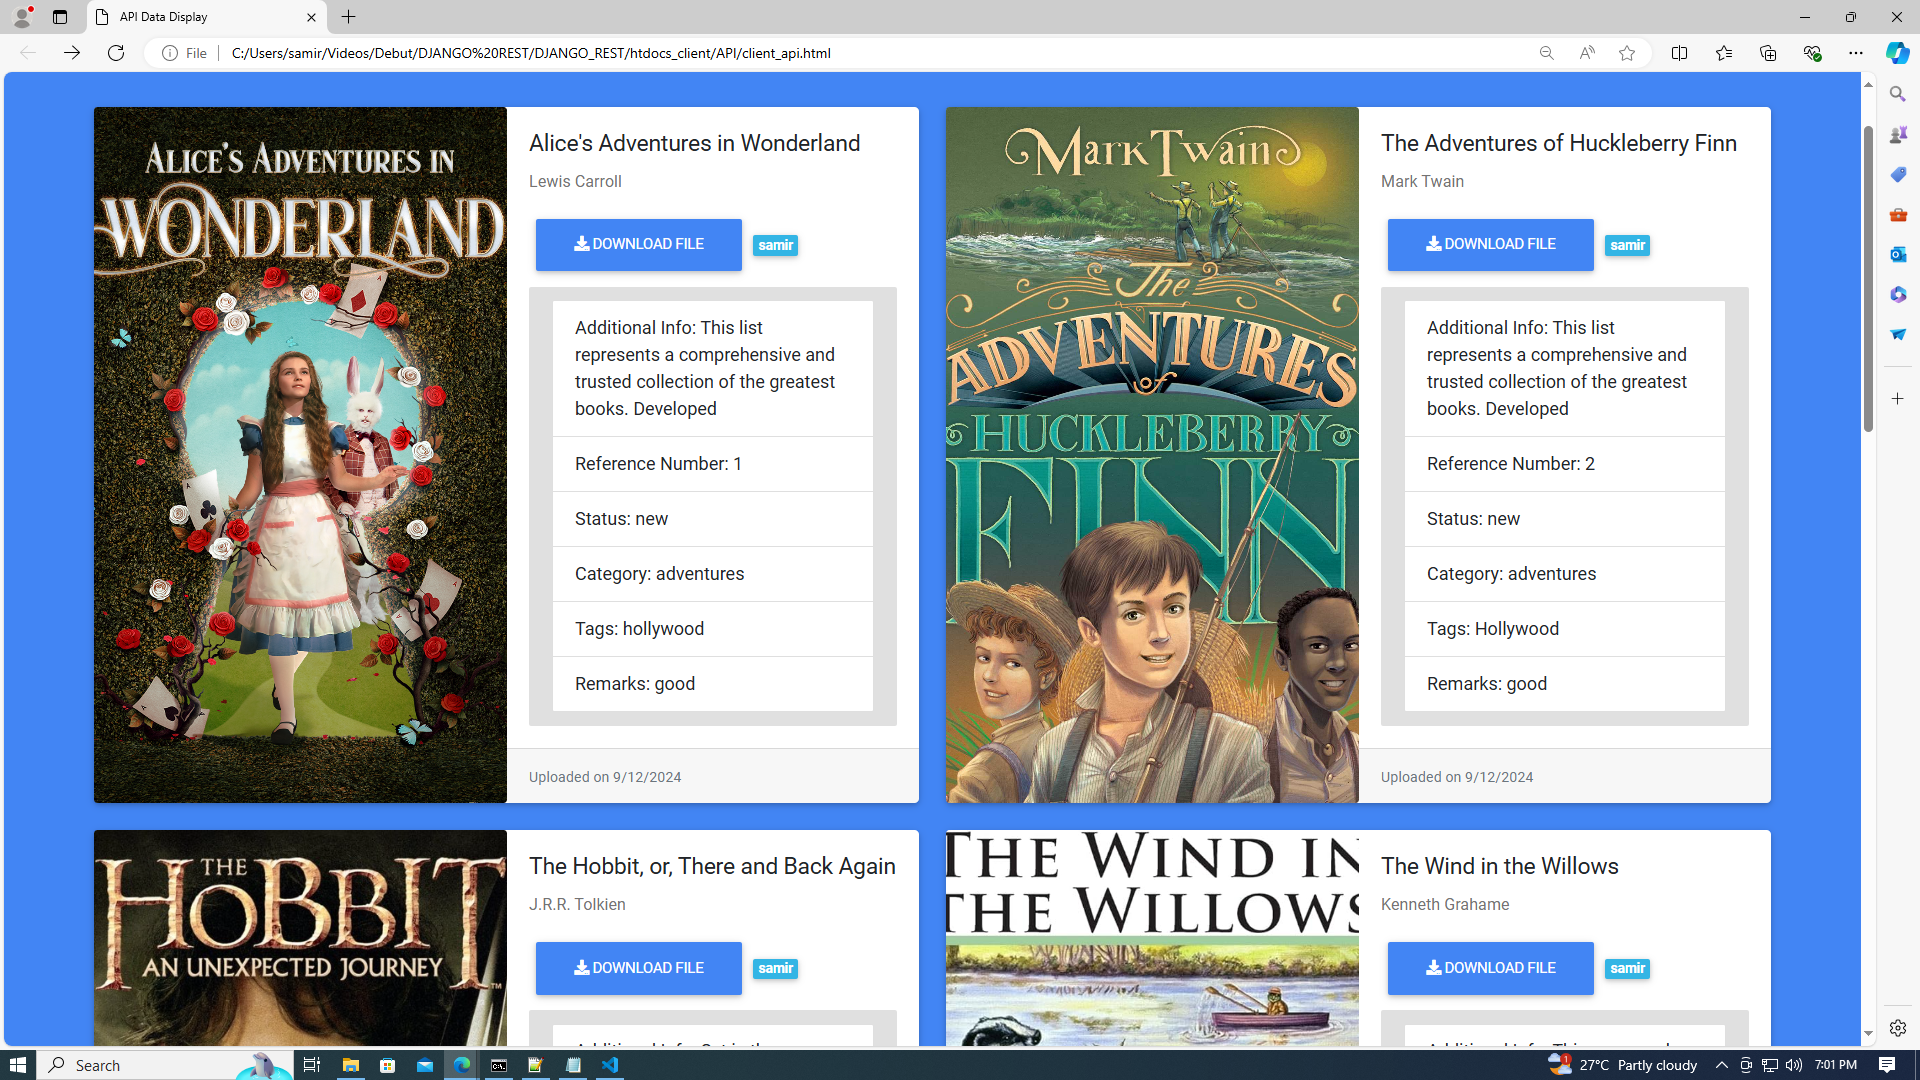 API Data Display
File
C:/Users/samir/Videos/Debut/DJANGO%20REST/DJANGO_REST/htdocs_client/API/client_api.html
ALICE'S ADVENTURES IN
WONDERLAND
Alice's Adventures in Wonderland
Lewis Carroll
DOWNLOAD FILE samir
Additional Info: This list
represents a comprehensive and
trusted collection of the greatest
books. Developed
Reference Number: 1
Status: new
Category: adventures
Tags: hollywood
Remarks: good
Uploaded on 9/12/2024
MARK TWAIN
The
ADVENTURES
of
HUCKLEBERRY
FINN
The Adventures of Huckleberry Finn
Mark Twain
DOWNLOAD FILE samir
Additional Info: This list
represents a comprehensive and
trusted collection of the greatest
books. Developed
Reference Number: 2
Status: new
Category: adventures
Tags: Hollywood
Remarks: good
Uploaded on 9/12/2024
THE
HOBBIT
AN UNEXPECTED JOURNEY
TM
The Hobbit, or, There and Back Again
J.R.R. Tolkien
DOWNLOAD FILE samir
THE WIND IN
THE WILLOWS
The Wind in the Willows
Kenneth Grahame
DOWNLOAD FILE samir
Search
27°C Partly cloudy
7:01 PM